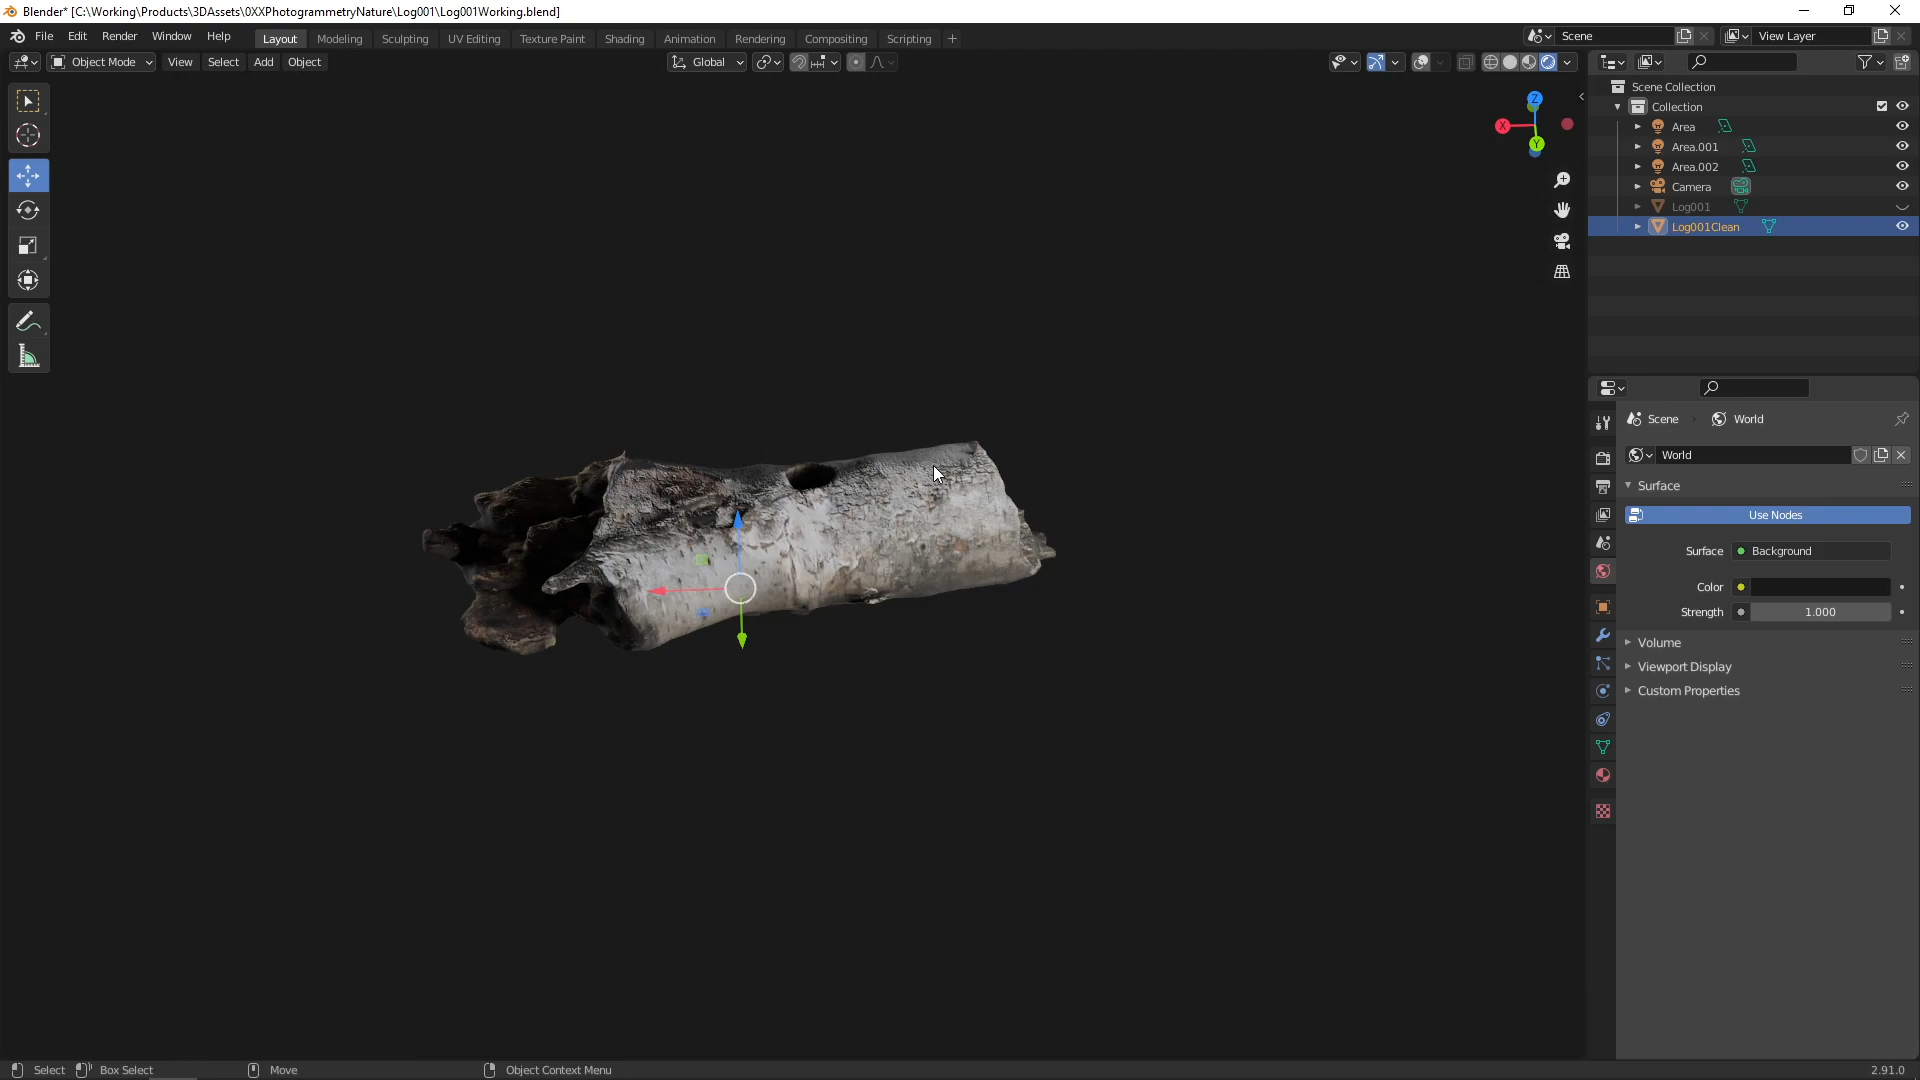 Blender* [C:\Working\Products\3DAssets\0XXPhotogrammetryNature\Log001\Log001Working.blend]
File Edit Render Window Help Layout Modeling Sculpting UV Editing Texture Paint Shading Animation Rendering Compositing Scripting + Scene View Layer
Object Mode View Select Add Object Global
Scene Collection
Collection
Area
Area.001
Area.002
Camera
Log001
Log001Clean
Z
X
Y
Scene World
World
Surface
Use Nodes
Surface Background
Color
Strength 1.000
Volume
Viewport Display
Custom Properties
Select Box Select Move Object Context Menu 2.91.0